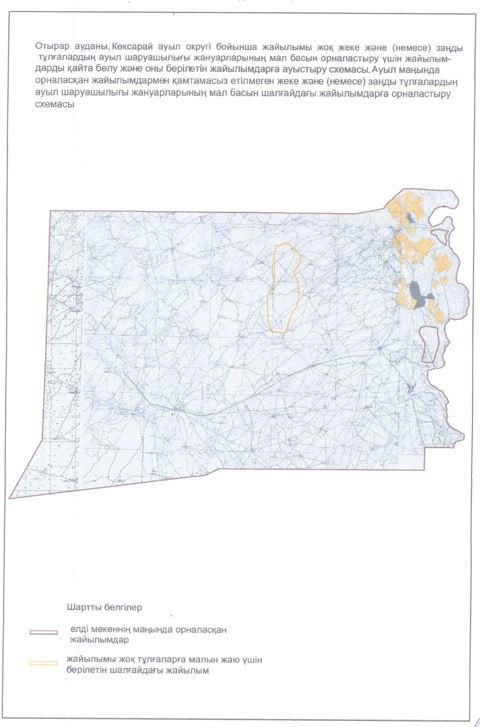 Отырар ауданы, Көксарай ауыл округі бойынша жайылымы жоқ жеке және (немесе) заңды
тұлғалардың ауыл шаруашылығы жануарларының мал басын орналастыру үшін жайылым-
дарды қайта бөлу және оны берілетін жайылымдарға ауыстыру схемасы, Ауыл маңында
орналасқан жайылымдармен қамтамасыз етілмеген жеке және (немесе) заңды тұлғалардың
ауыл шаруашылығы жануарларының мал басын шалғайдағы жайылымдарға орналастыру
схемасы
Шартты белгілер
елді мекеннің маңында орналасқан
жайылымдар
жайылымы жоқ тұлғаларға малын жаю үшін
берілетін шалғайдағы жайылым